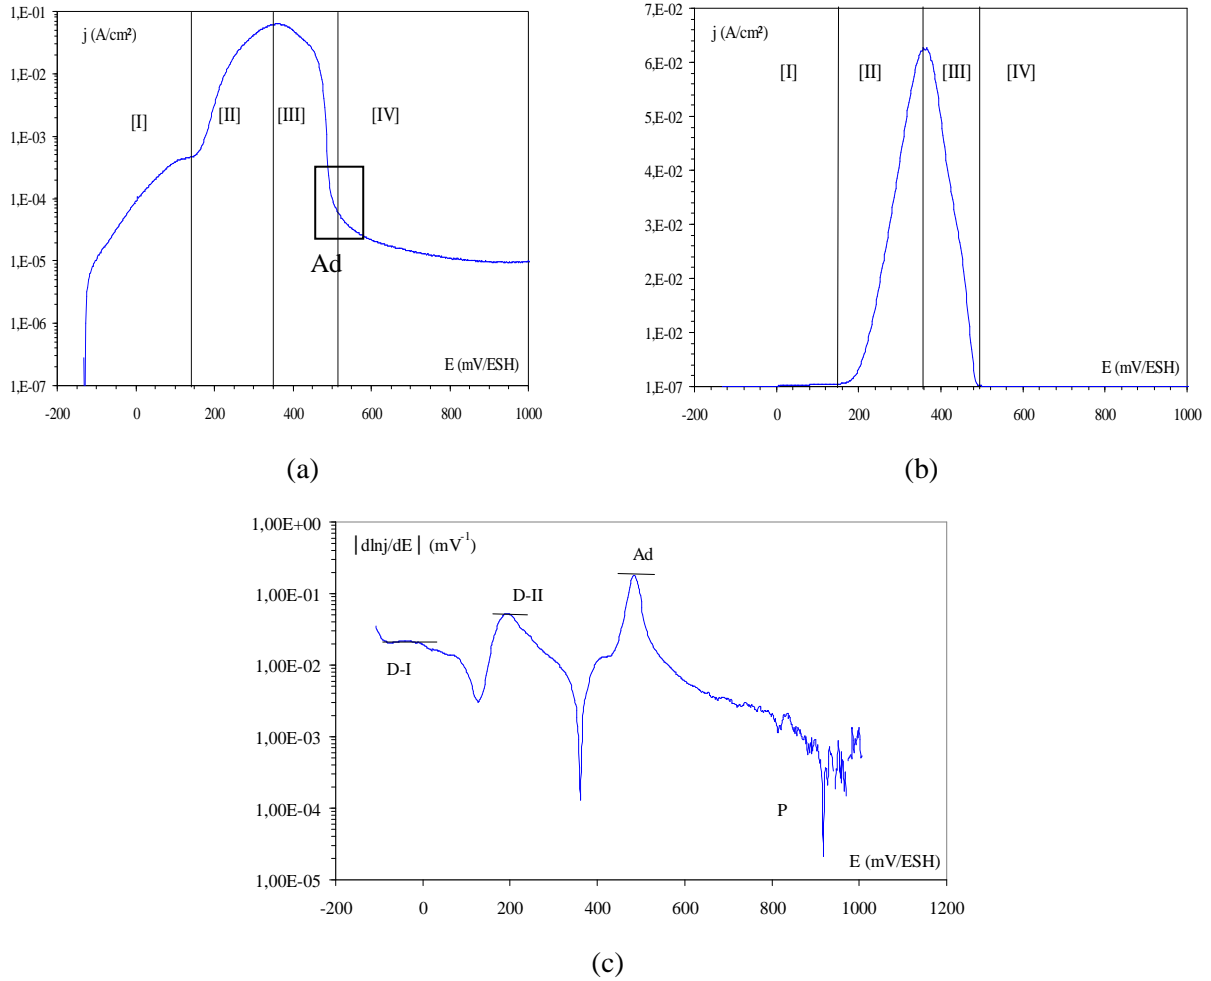 1,E-01
j (A/cm²)
1,E-02
[I]
[II]
[III]
[IV]
1,E-03
1,E-04
1,E-05
Ad
1,E-06
E (mV/ESH)
1,E-07
-200 0 200 400 600 800 1000
(a)
7,E-02
j (A/cm²)
6,E-02
[I]
[II]
[III]
[IV]
5,E-02
4,E-02
3,E-02
2,E-02
1,E-02
E (mV/ESH)
1,E-07
-200 0 200 400 600 800 1000
(b)
1,00E+00
|dlnj/dE| (mV-1)
Ad
1,00E-01
D-II
D-I
1,00E-02
1,00E-03
1,00E-04
P
E (mV/ESH)
1,00E-05
-200 0 200 400 600 800 1000 1200
(c)